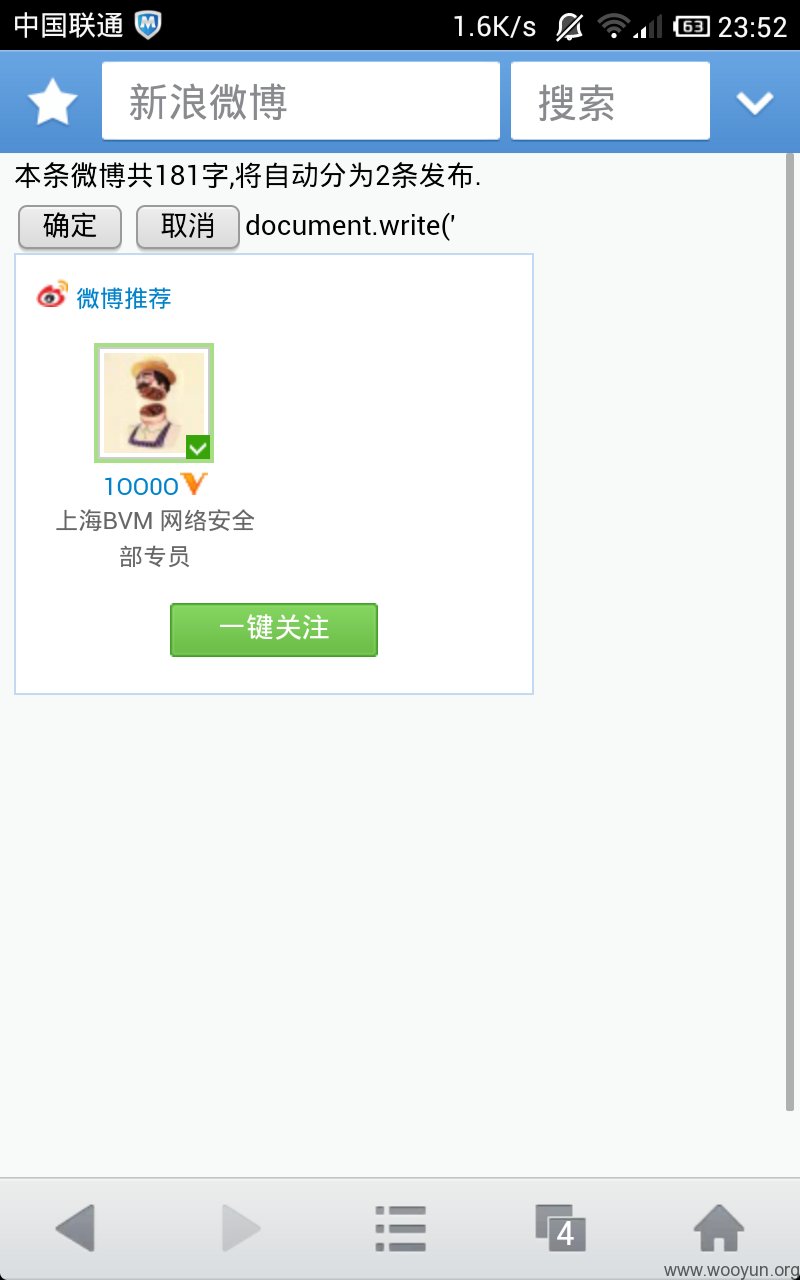 中国联通 1.6K/s 63 23:52
新浪微博 搜索
本条微博共181字,将自动分为2条发布.
确定 取消 document.write('
微博推荐
1OO0O
上海BVM 网络安全
部专员
一键关注
4
www.wooyun.org